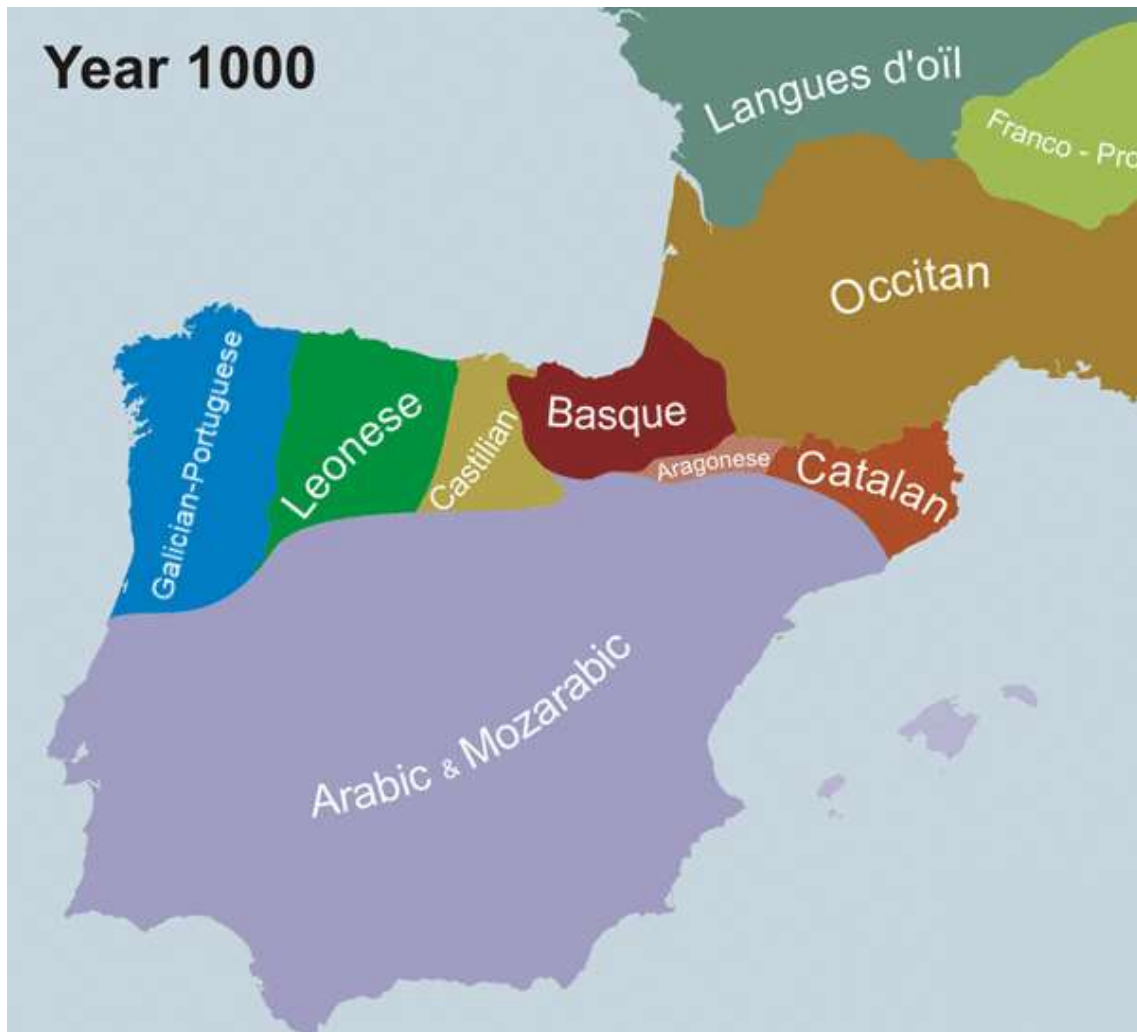 Year 1000
Langues d'oïl
Franco - Pro
Occitan
Galician-Portuguese
Leonese
Castilian
Basque
Aragonese
Catalan
Arabic & Mozarabic